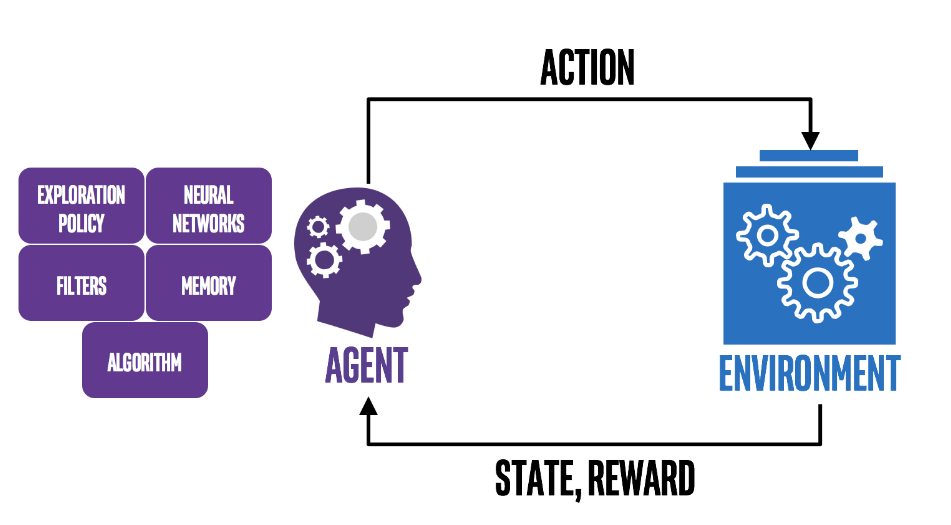 ACTION
EXPLORATION
POLICY
NEURAL
NETWORKS
FILTERS
MEMORY
ALGORITHM
AGENT
ENVIRONMENT
STATE, REWARD